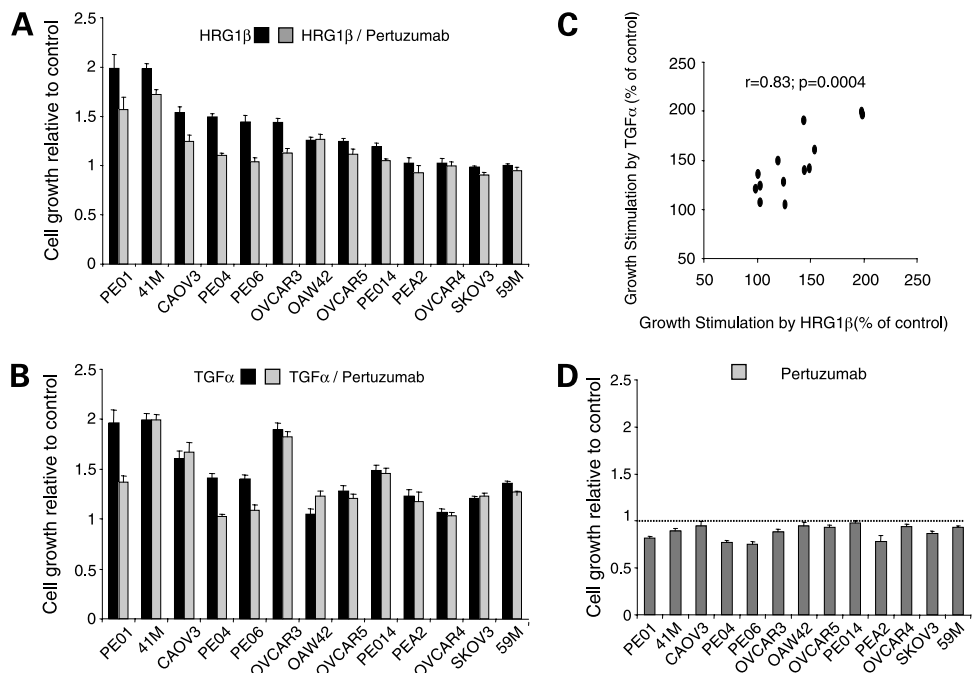 A
Cell growth relative to control
2.5
2
1.5
1
0.5
0
HRG1β
HRG1β / Pertuzumab
PE01
41M
CAOV3
PE04
PE06
OVCAR3
OAW42
OVCAR5
PE014
PEA2
OVCAR4
SKOV3
59M
C
Growth Stimulation by TGFα(% of control)
250
200
150
100
50
r=0.83; p=0.0004
50
100
150
200
250
Growth Stimulation by HRG1β(% of control)
B
Cell growth relative to control
2.5
2
1.5
1
0.5
0
TGFα
TGFα / Pertuzumab
PE01
41M
CAOV3
PE04
PE06
OVCAR3
OAW42
OVCAR5
PE014
PEA2
OVCAR4
SKOV3
59M
D
Cell growth relative to control
2.5
2
1.5
1
0.5
0
Pertuzumab
PE01
41M
CAOV3
PE04
PE06
OVCAR3
OAW42
OVCAR5
PE014
PEA2
OVCAR4
SKOV3
59M